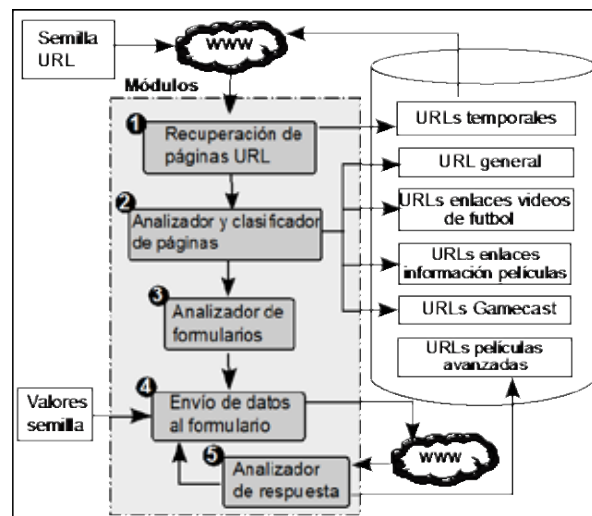 Semilla
URL
WWW
Módulos
1
Recuperación de
páginas URL
2
Analizador y clasificador
de páginas
3
Analizador de
formularios
4
Envío de datos
al formulario
5
Analizador
de respuesta
Valores
semilla
WWW
URLs temporales
URL general
URLs enlaces videos
de futbol
URLs enlaces
información películas
URLs Gamecast
URLs películas
avanzadas